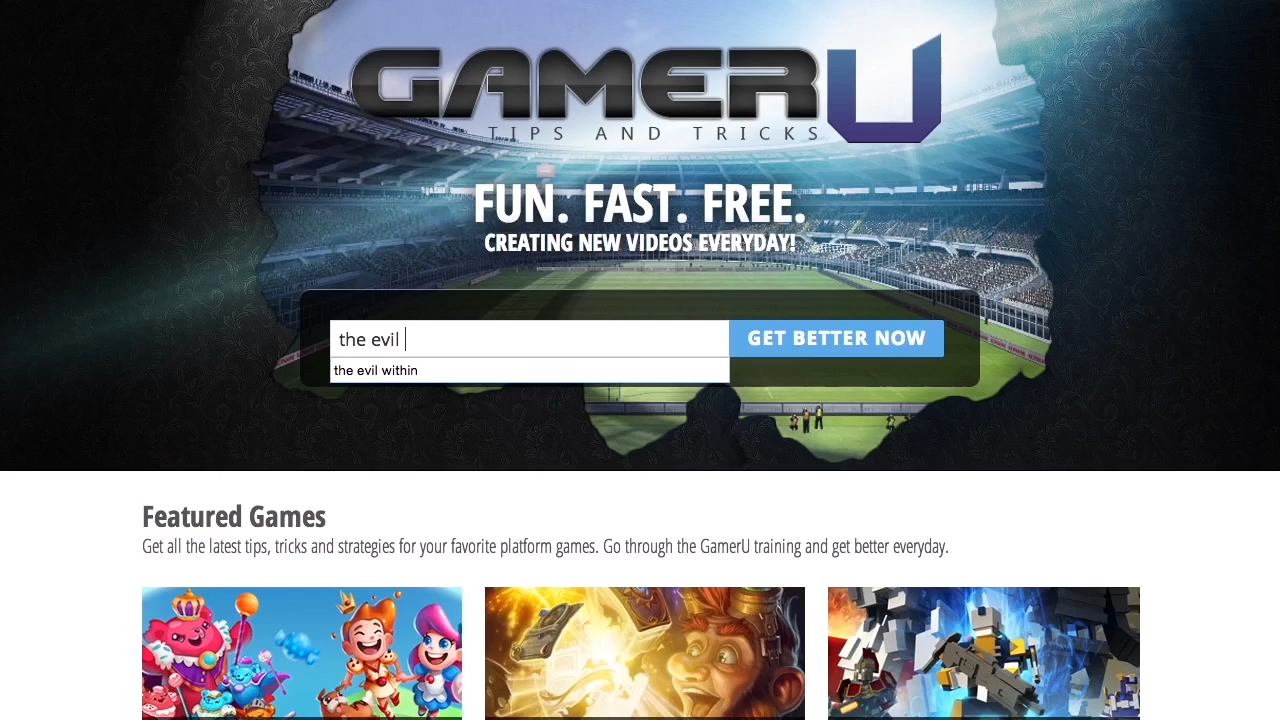 GAMERU
TIPS AND TRICKS
FUN. FAST. FREE.
CREATING NEW VIDEOS EVERYDAY!
the evil
GET BETTER NOW
the evil within
Featured Games
Get all the latest tips, tricks and strategies for your favorite platform games. Go through the GamerU training and get better everyday.